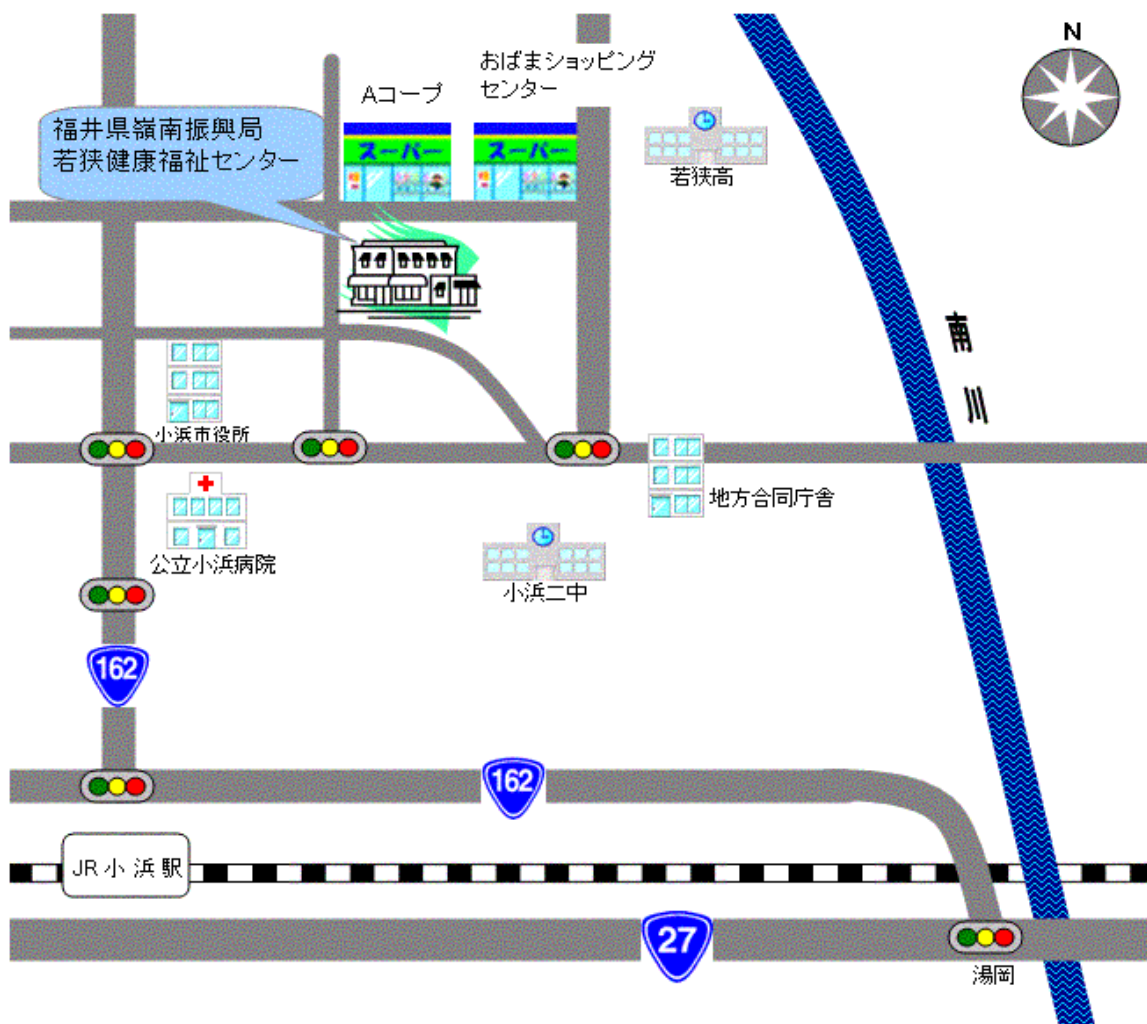 N
おばまショッピング
センター
Aコープ
福井県嶺南振興局
若狭健康福祉センター
スーパー
スーパー
若狭高
南川
小浜市役所
地方合同庁舎
公立小浜病院
小浜二中
162
162
JR小浜駅
27
湯岡